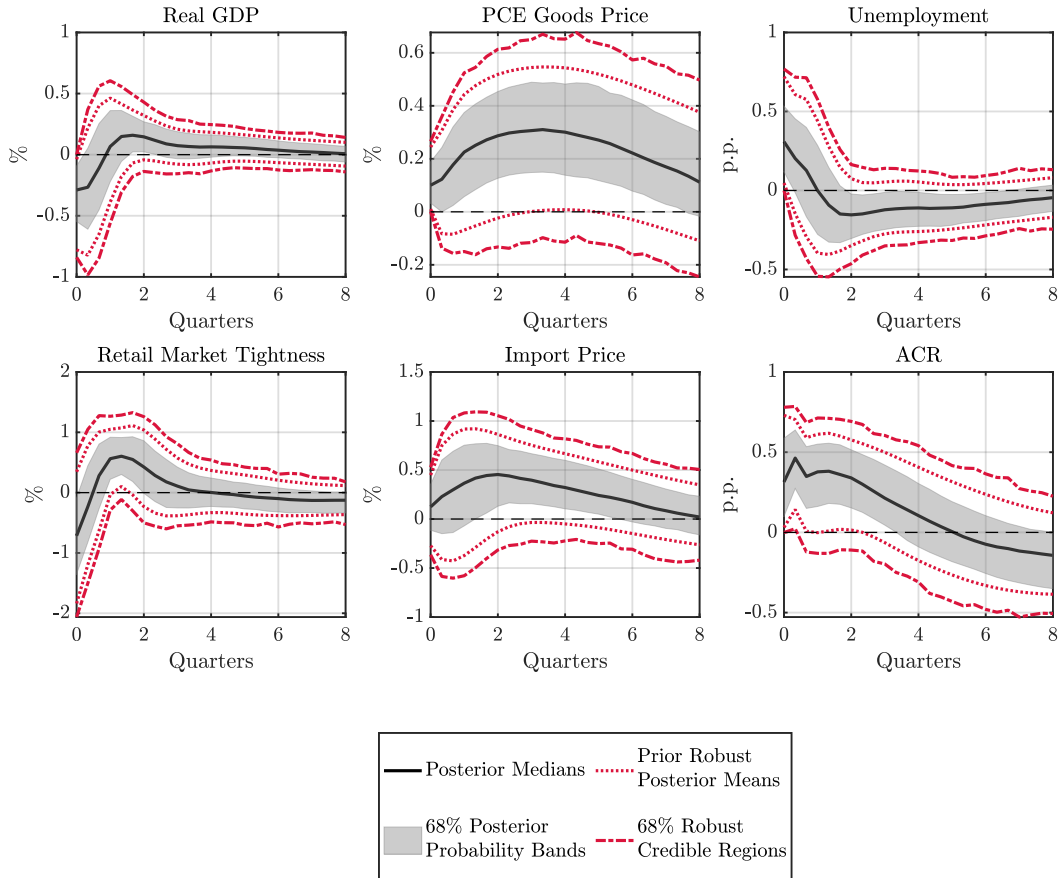 Real GDP
PCE Goods Price
Unemployment
1
0.5
0
-0.5
-1
%
0 2 4 6 8
Quarters
0.6
0.4
0.2
0
-0.2
%
0 2 4 6 8
Quarters
1
0.5
0
-0.5
p.p.
0 2 4 6 8
Quarters
Retail Market Tightness
Import Price
ACR
2
1
0
-1
-2
%
0 2 4 6 8
Quarters
1.5
1
0.5
0
-0.5
-1
%
0 2 4 6 8
Quarters
1
0.5
0
-0.5
p.p.
0 2 4 6 8
Quarters
Posterior Medians
Prior Robust
Posterior Means
68% Posterior
Probability Bands
68% Robust
Credible Regions